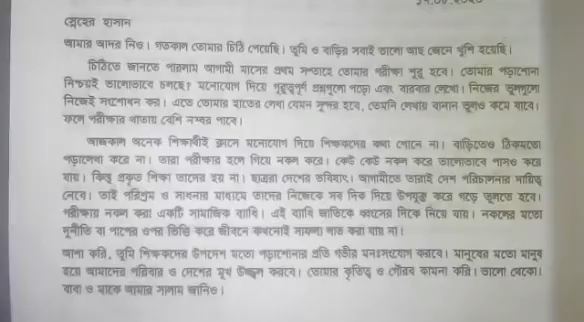 স্নেহের হাসান
আমার আদর নিও। গতকাল তোমার চিঠি পেয়েছি। তুমি ও বাড়ির সবাই ভালো আছ জেনে খুশি হয়েছি।
চিঠিতে জানতে পারলাম আগামী মাসের প্রথম সপ্তাহে তোমার পরীক্ষা শুরু হবে। তোমার পড়াশোনা
নিশ্চয়ই ভালোভাবে চলছে? মনোযোগ দিয়ে গুরুত্বপূর্ণ প্রশ্নগুলো পড়ো এবং বারবার লেখো। নিজের ভুলগুলো
নিজেই সংশোধন কর। এতে তোমার হাতের লেখা যেমন সুন্দর হবে, তেমনি লেখায় বানান ভুলও কমে যাবে।
ফলে পরীক্ষার খাতায় বেশি নম্বর পাবে।
আজকাল অনেক শিক্ষার্থীই ক্লাসে মনোযোগ দিয়ে শিক্ষকদের কথা শোনে না। বাড়িতেও ঠিকমতো
পড়ালেখা করে না। তারা পরীক্ষার হলে গিয়ে নকল করে। কেউ কেউ নকল করে ভালোভাবে পাসও করে
যায়। কিন্তু প্রকৃত শিক্ষা তাদের হয় না। ছাত্ররা দেশের ভবিষ্যৎ। আগামীতে তারাই দেশ পরিচালনার দায়িত্ব
নেবে। তাই পরিশ্রম ও সাধনার মাধ্যমে তাদের নিজেকে সব দিক দিয়ে উপযুক্ত করে গড়ে তুলতে হবে।
পরীক্ষায় নকল করা একটি সামাজিক ব্যাধি। এই ব্যাধি জাতিকে ধ্বংসের দিকে নিয়ে যায়। নকলের মতো
দুর্নীতি বা পাপের ওপর ভিত্তি করে জীবনে কখনোই সাফল্য লাভ করা যায় না।
আশা করি, তুমি শিক্ষকদের উপদেশ মতো পড়াশোনার প্রতি গভীর মনঃসংযোগ করবে। মানুষের মতো মানুষ
হয়ে আমাদের পরিবার ও দেশের মুখ উজ্জ্বল করবে। তোমার কৃতিত্ব ও গৌরব কামনা করি। ভালো থেকো।
বাবা ও মাকে আমার সালাম জানিও।